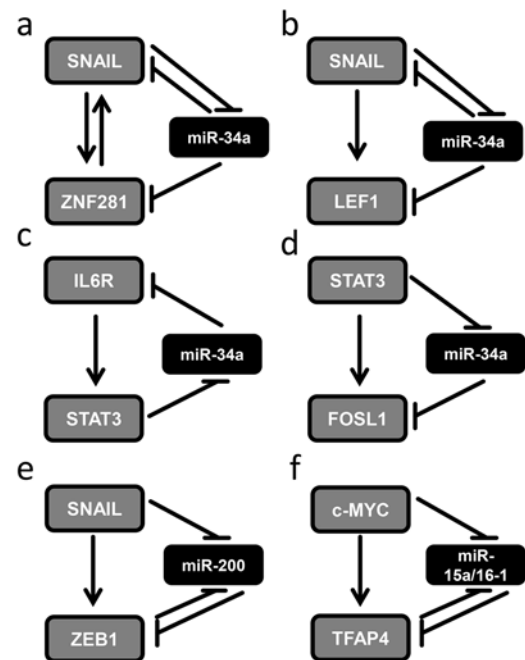 a
SNAIL
miR-34a
ZNF281
b
SNAIL
miR-34a
LEF1
c
IL6R
miR-34a
STAT3
d
STAT3
miR-34a
FOSL1
e
SNAIL
miR-200
ZEB1
f
c-MYC
miR-
15a/16-1
TFAP4